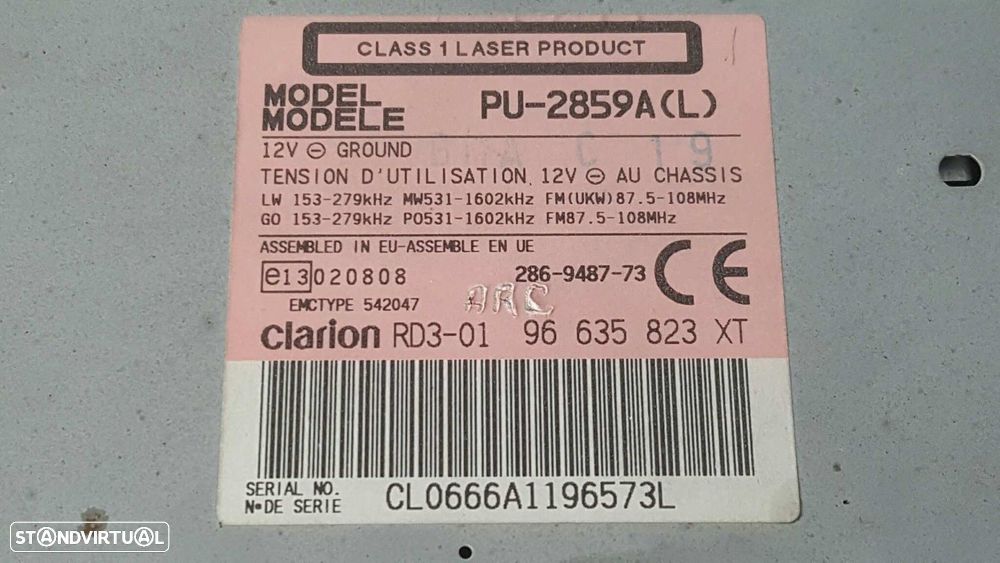 CLASS 1 LASER PRODUCT
MODEL
MODELE PU-2859A(L)
12V ⊖ GROUND
TENSION D'UTILISATION, 12V ⊖ AU CHASSIS
LW 153-279kHz MW531-1602kHz FM(UKW)87.5-108MHz
GO 153-279kHz PO531-1602kHz FM87.5-108MHz
ASSEMBLED IN EU-ASSEMBLE EN UE
e13 020808 286-9487-73 CE
EMCTYPE 542047 ARC
clarion RD3-01 96 635 823 XT
SERIAL NO.
N•DE SERIE CL0666A1196573L
STANDVIRTUAL